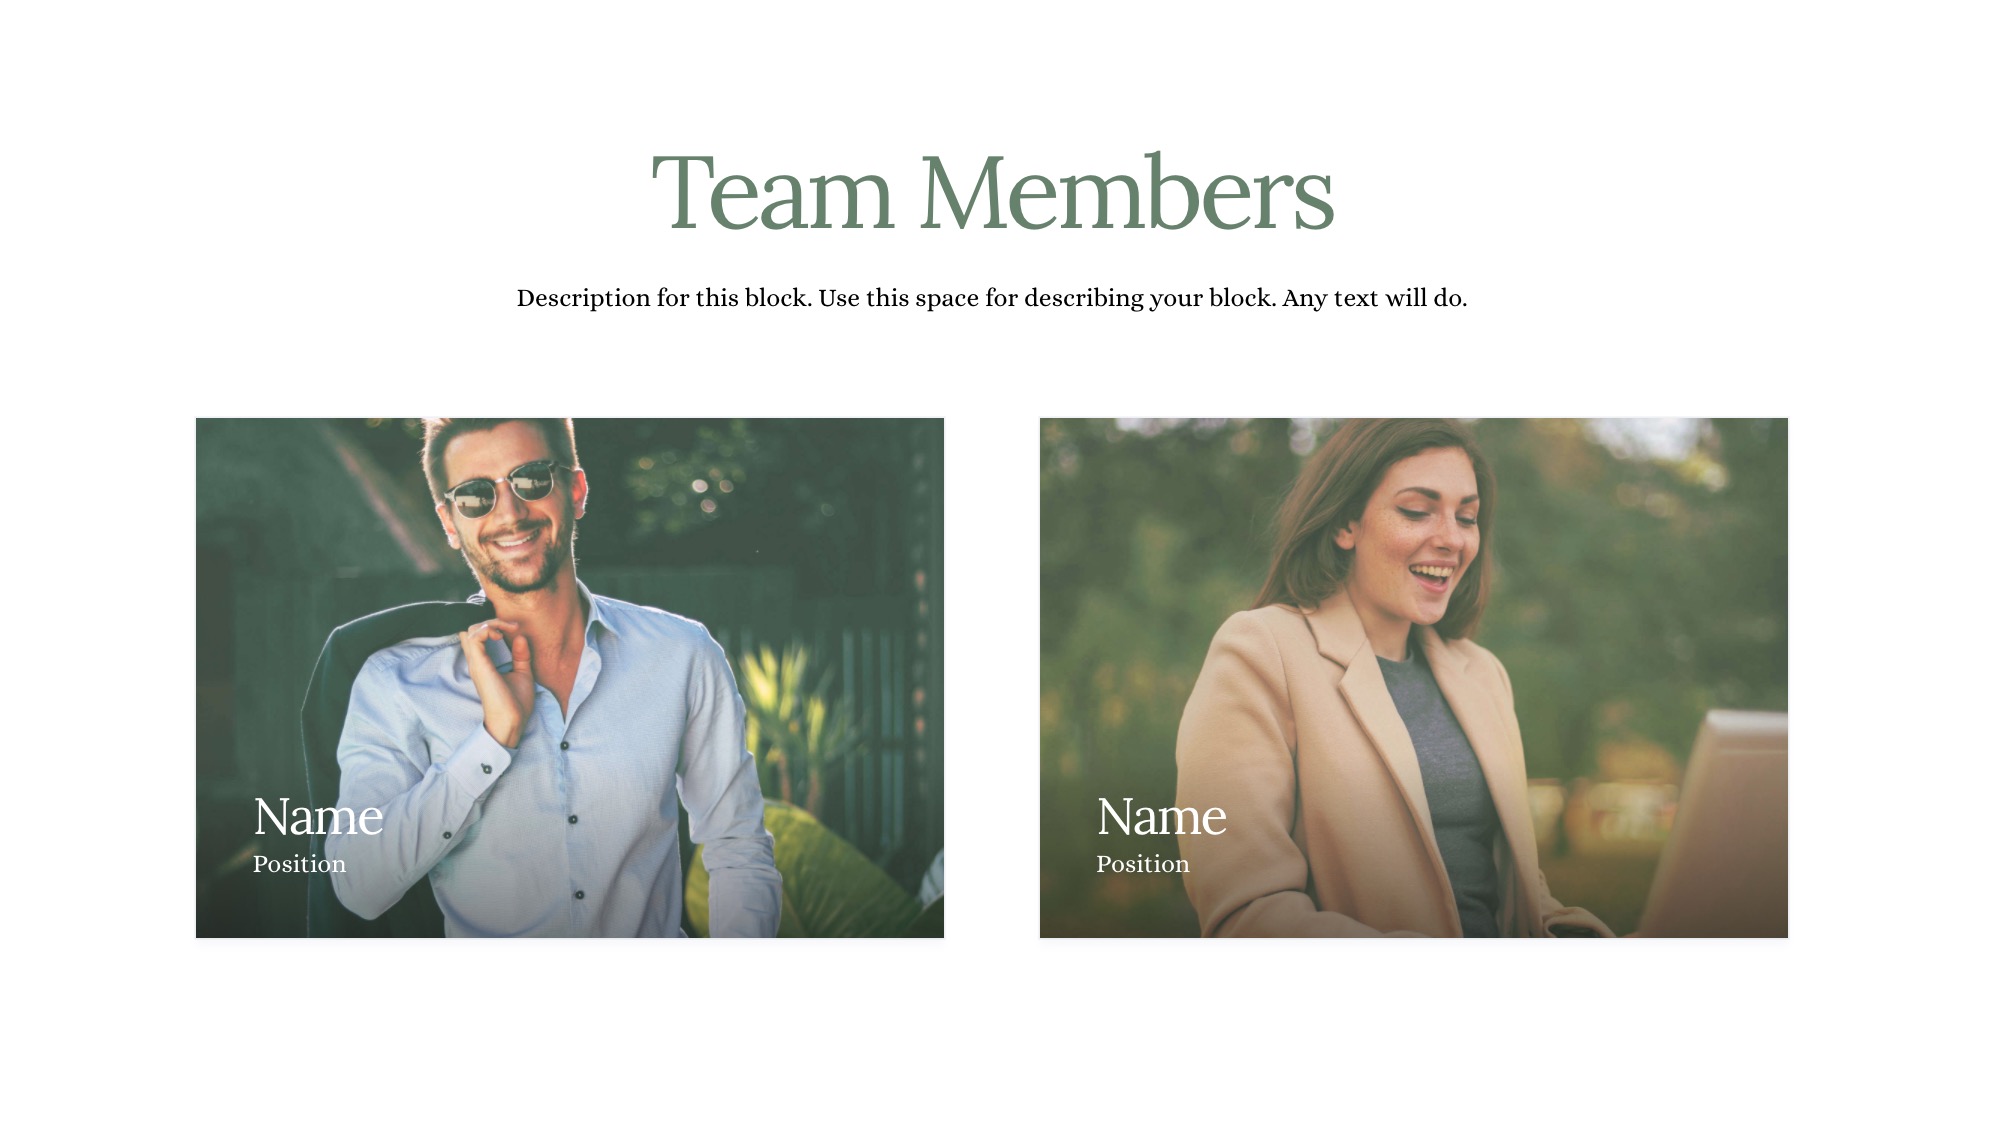 Team Members
Description for this block. Use this space for describing your block. Any text will do.
Name
Position
Name
Position